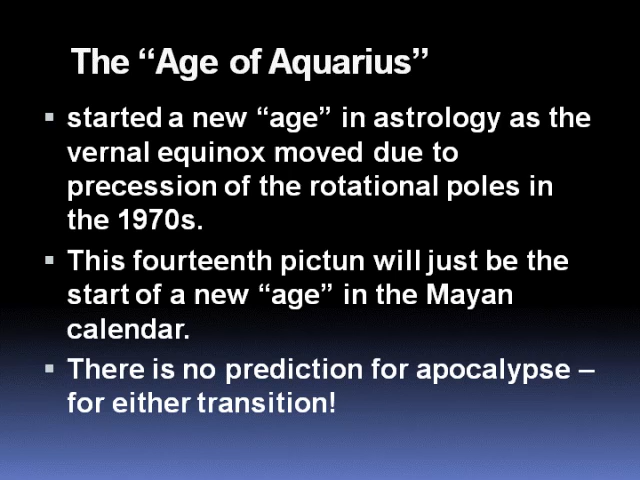 The “Age of Aquarius”
▪ started a new “age” in astrology as the
vernal equinox moved due to
precession of the rotational poles in
the 1970s.
▪ This fourteenth pictun will just be the
start of a new “age” in the Mayan
calendar.
▪ There is no prediction for apocalypse –
for either transition!